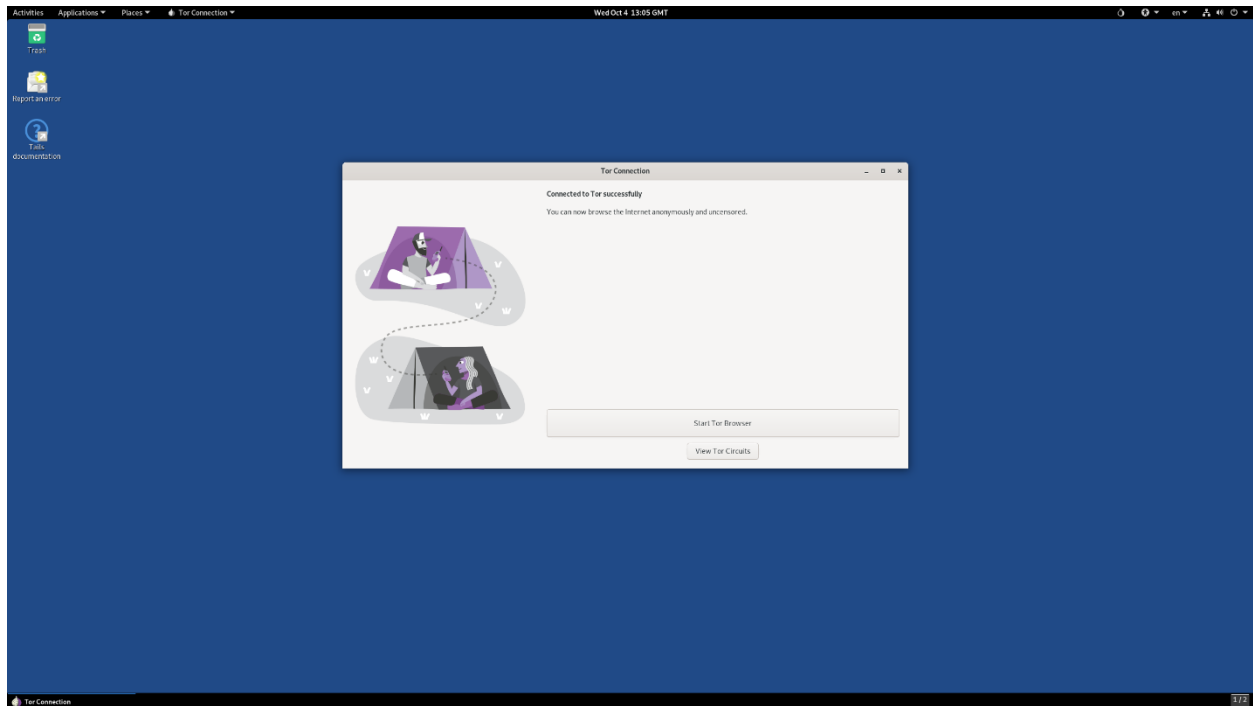 Activities Applications Places Tor Connection Wed Oct 4 13:05 GMT en
Trash
Report an error
Tails
documentation
Tor Connection
Connected to Tor successfully
You can now browse the Internet anonymously and uncensored.
Start Tor Browser
View Tor Circuits
Tor Connection 1 / 2